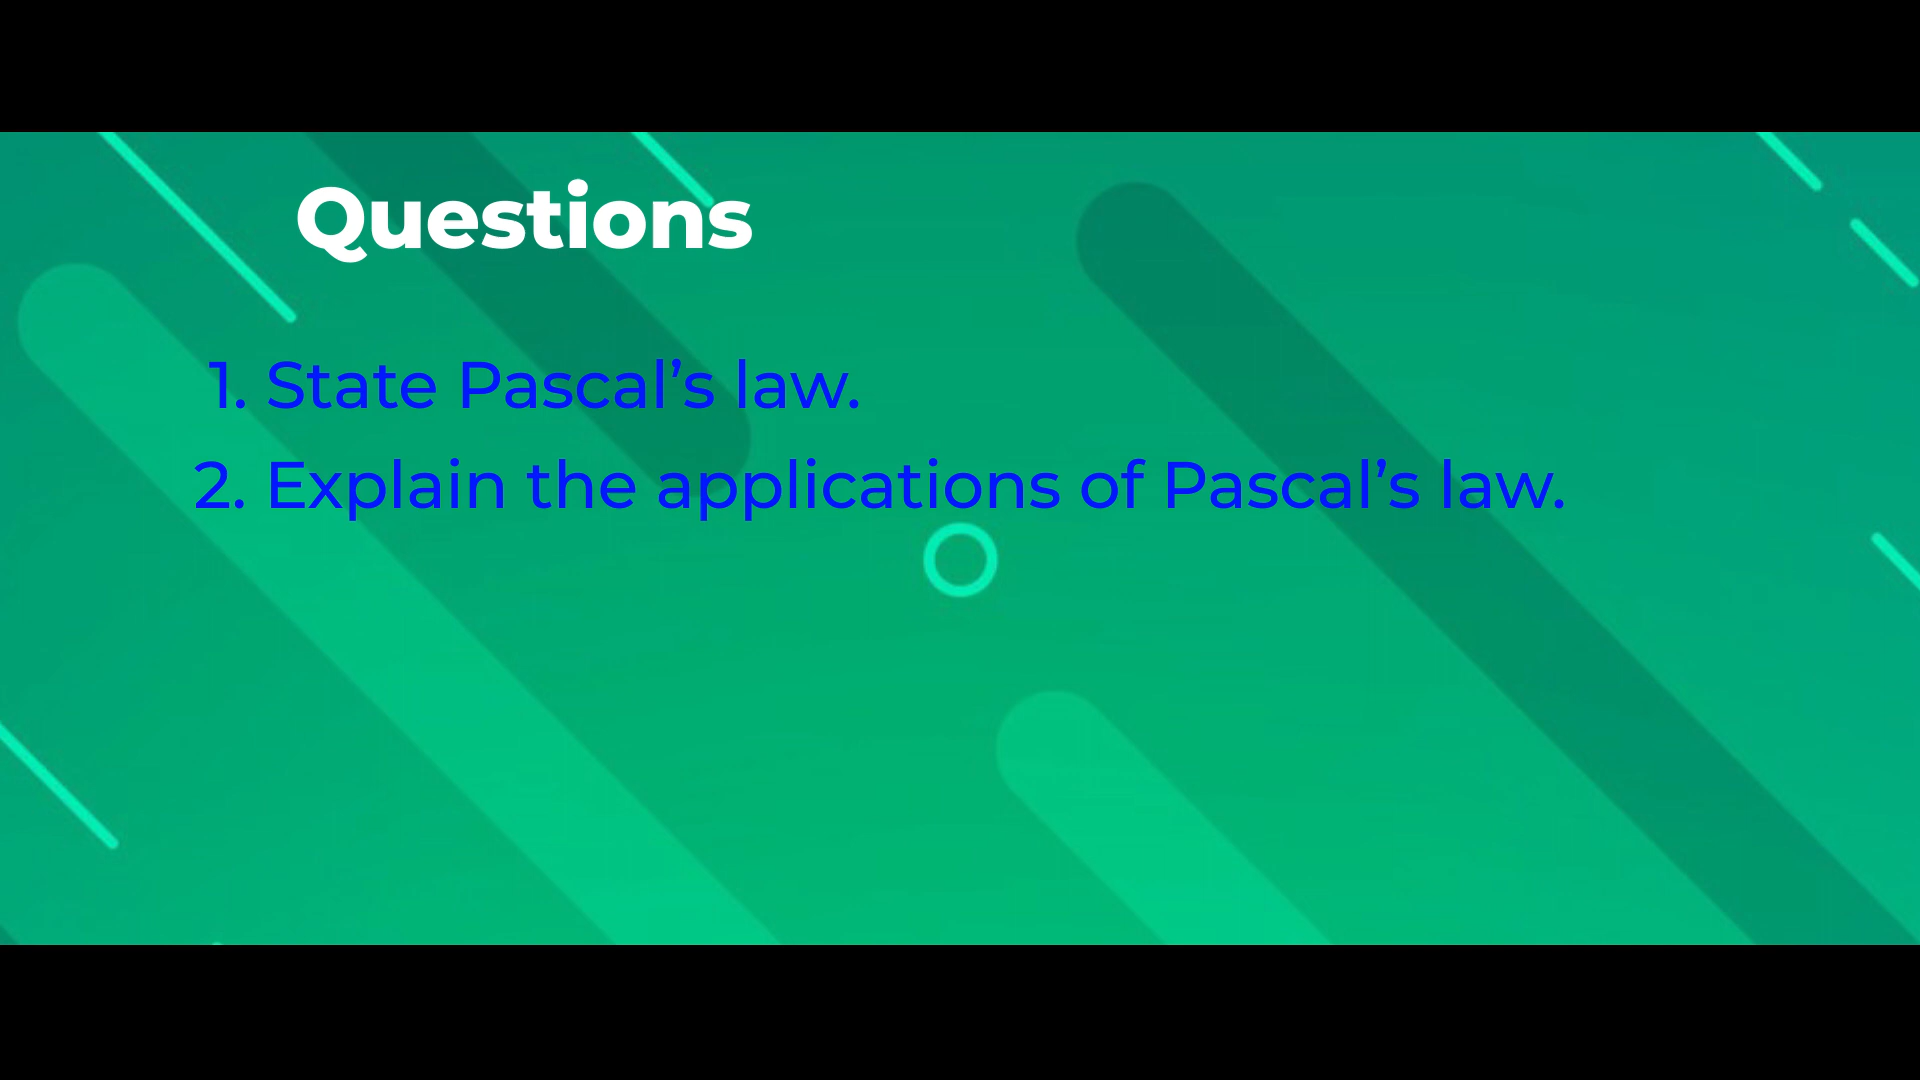 Questions
1. State Pascal’s law.
2. Explain the applications of Pascal’s law.